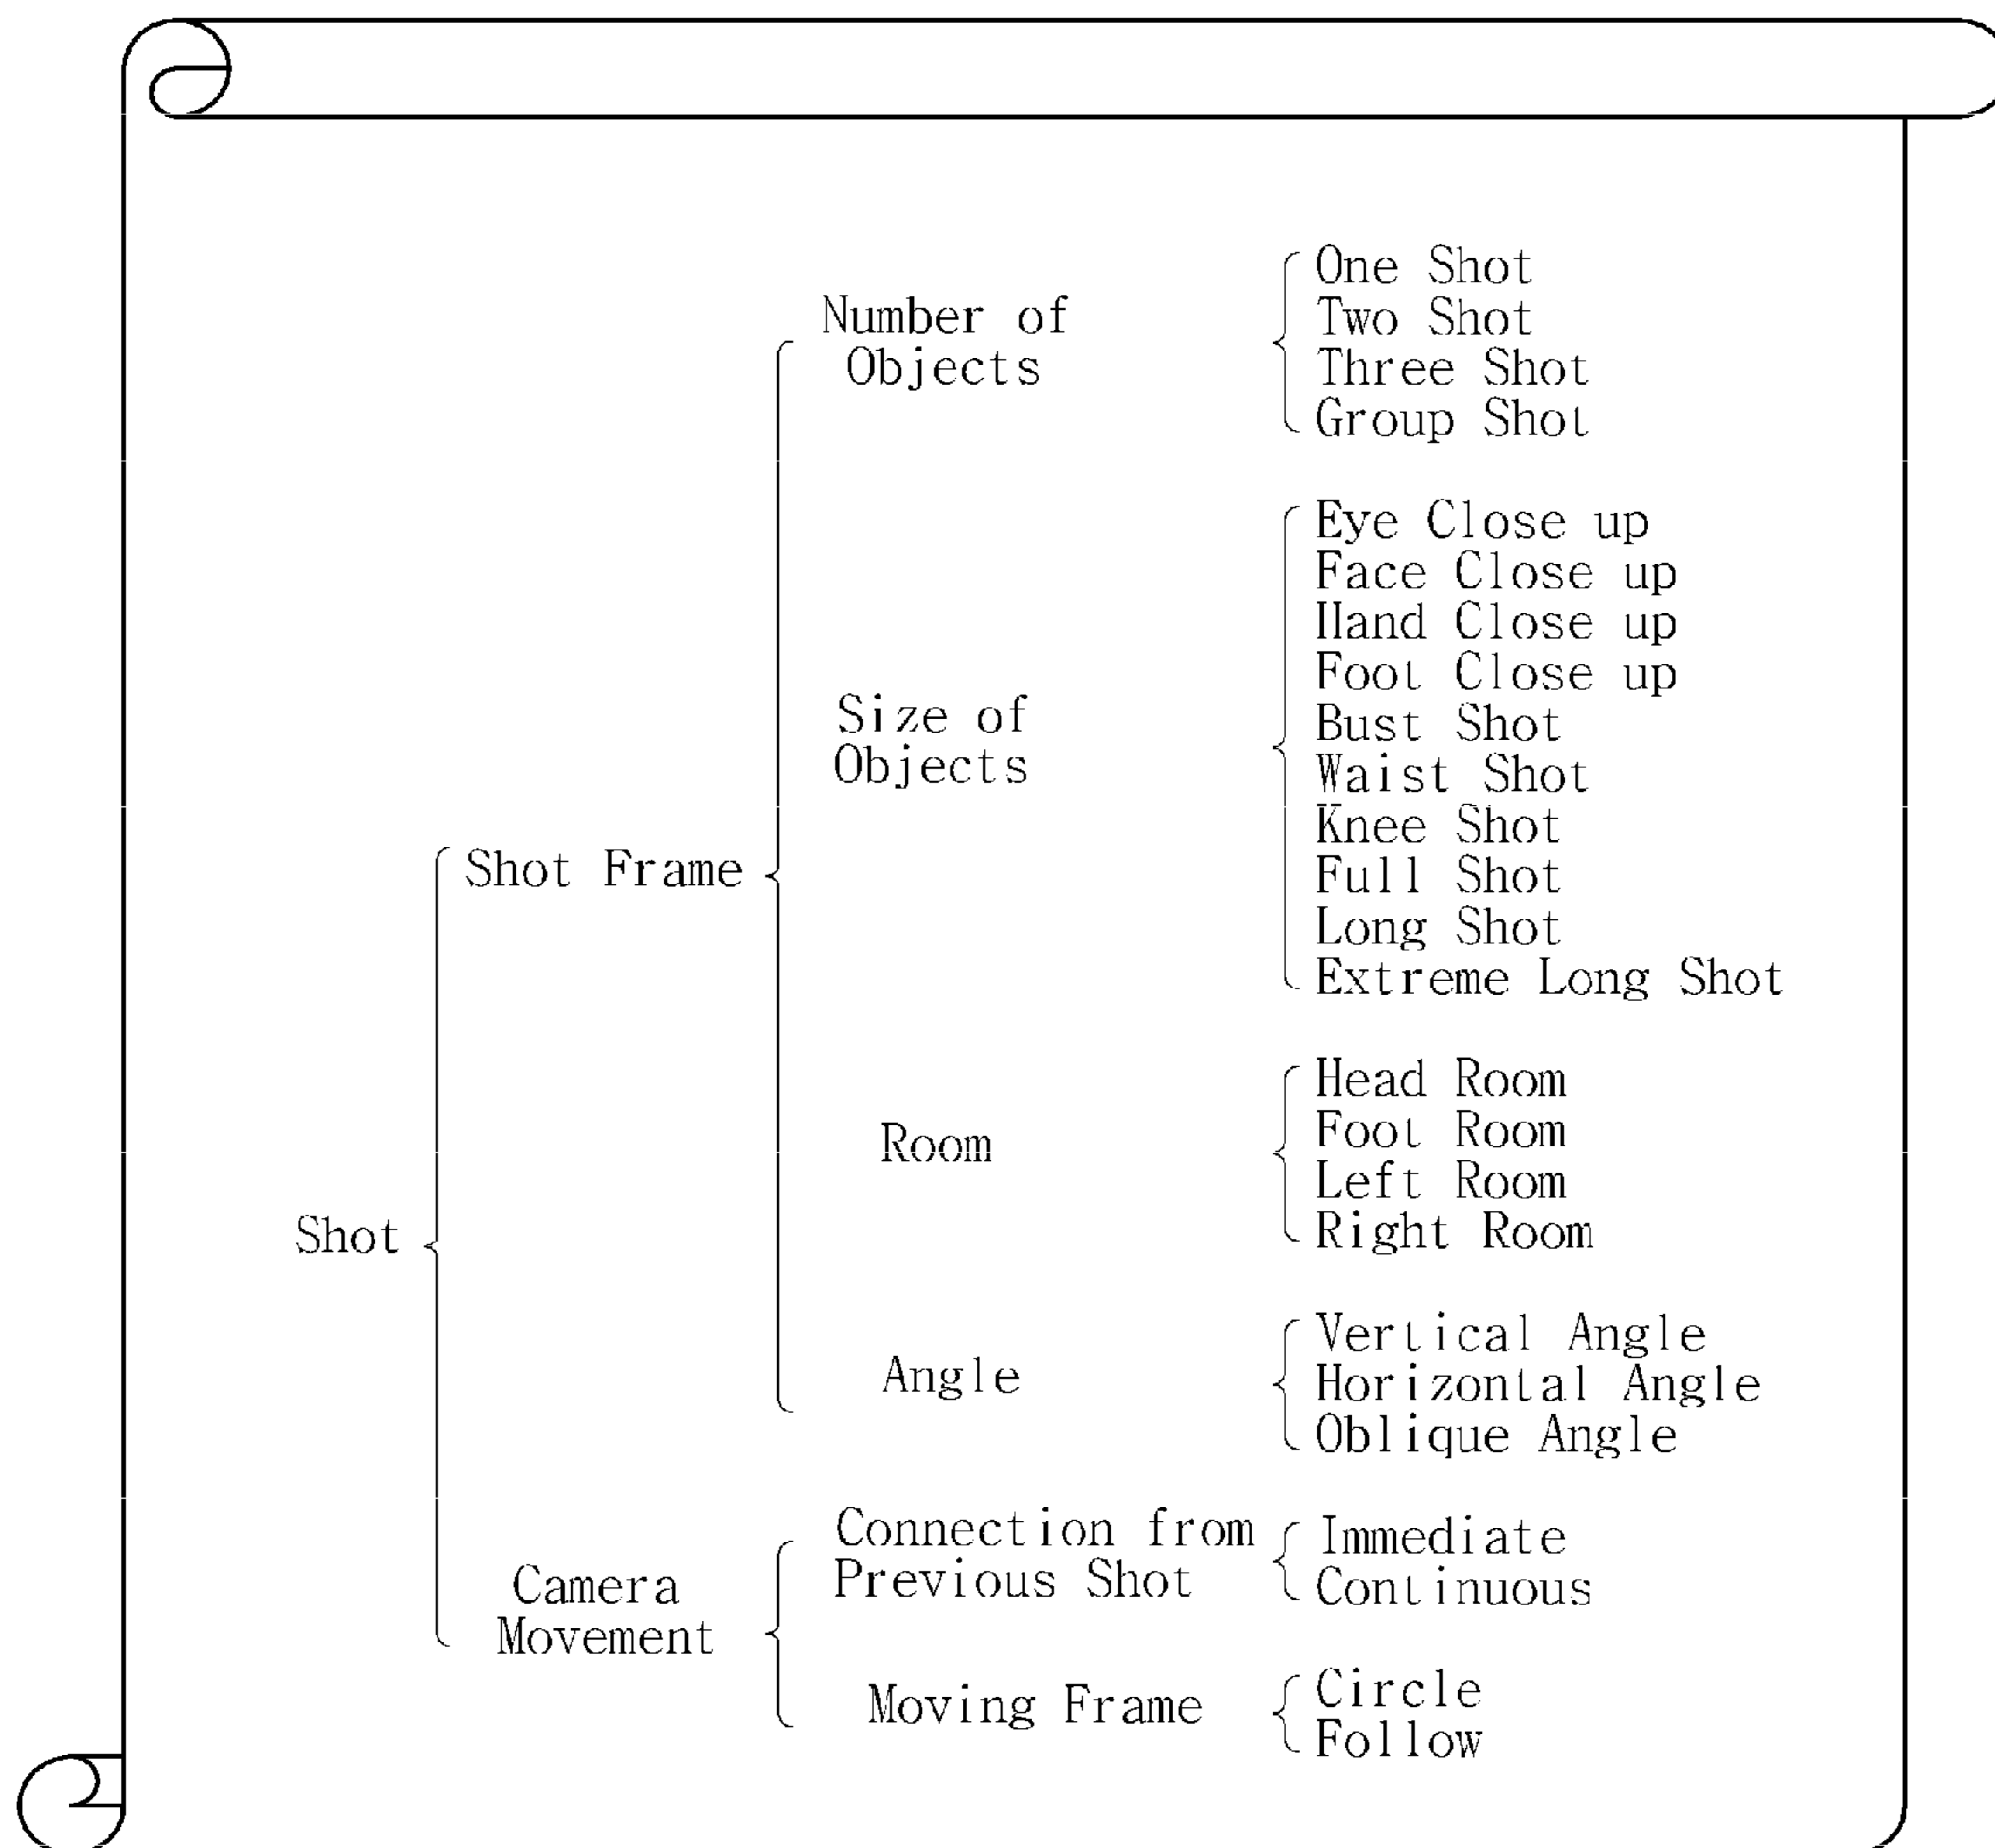 Shot
Shot Frame
Number of
Objects
One Shot
Two Shot
Three Shot
Group Shot
Size of
Objects
Eye Close up
Face Close up
Hand Close up
Foot Close up
Bust Shot
Waist Shot
Knee Shot
Full Shot
Long Shot
Extreme Long Shot
Room
Head Room
Foot Room
Left Room
Right Room
Angle
Vertical Angle
Horizontal Angle
Oblique Angle
Camera
Movement
Connection from
Previous Shot
Immediate
Continuous
Moving Frame
Circle
Follow